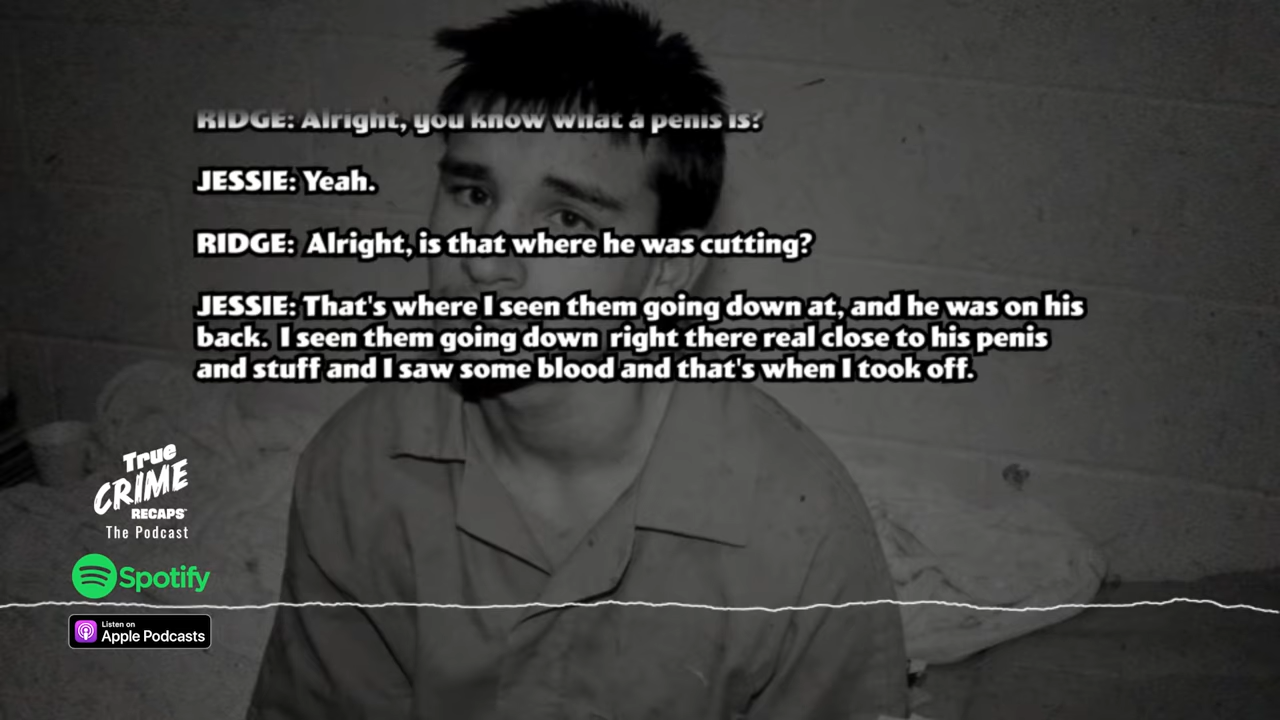 RIDGE: Alright, you know what a penis is?
JESSIE: Yeah.
RIDGE: Alright, is that where he was cutting?
JESSIE: That's where I seen them going down at, and he was on his
back. I seen them going down right there real close to his penis
and stuff and I saw some blood and that's when I took off.
True
CRIME
RECAPS
The Podcast
Spotify
Listen on
Apple Podcasts